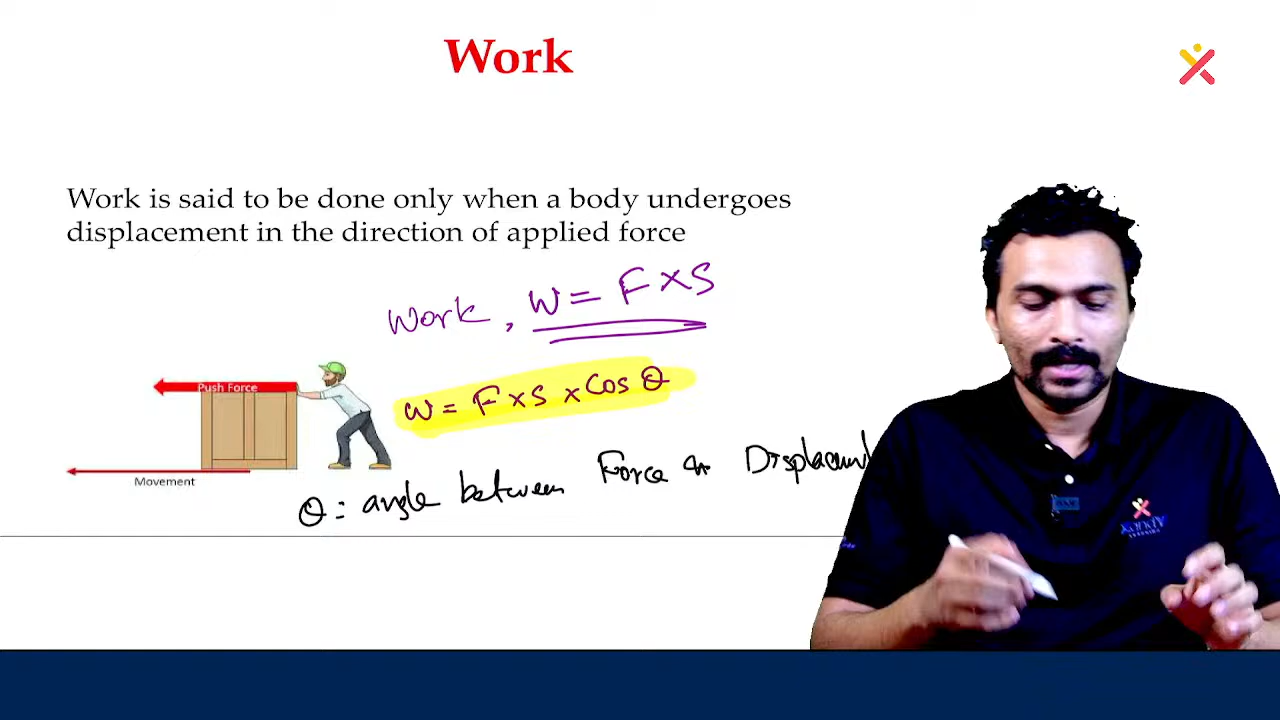 Work
Work is said to be done only when a body undergoes
displacement in the direction of applied force
Work, W = F × S
Push Force
W = F × S × Cos θ
Movement
θ = angle between Force & Displacement